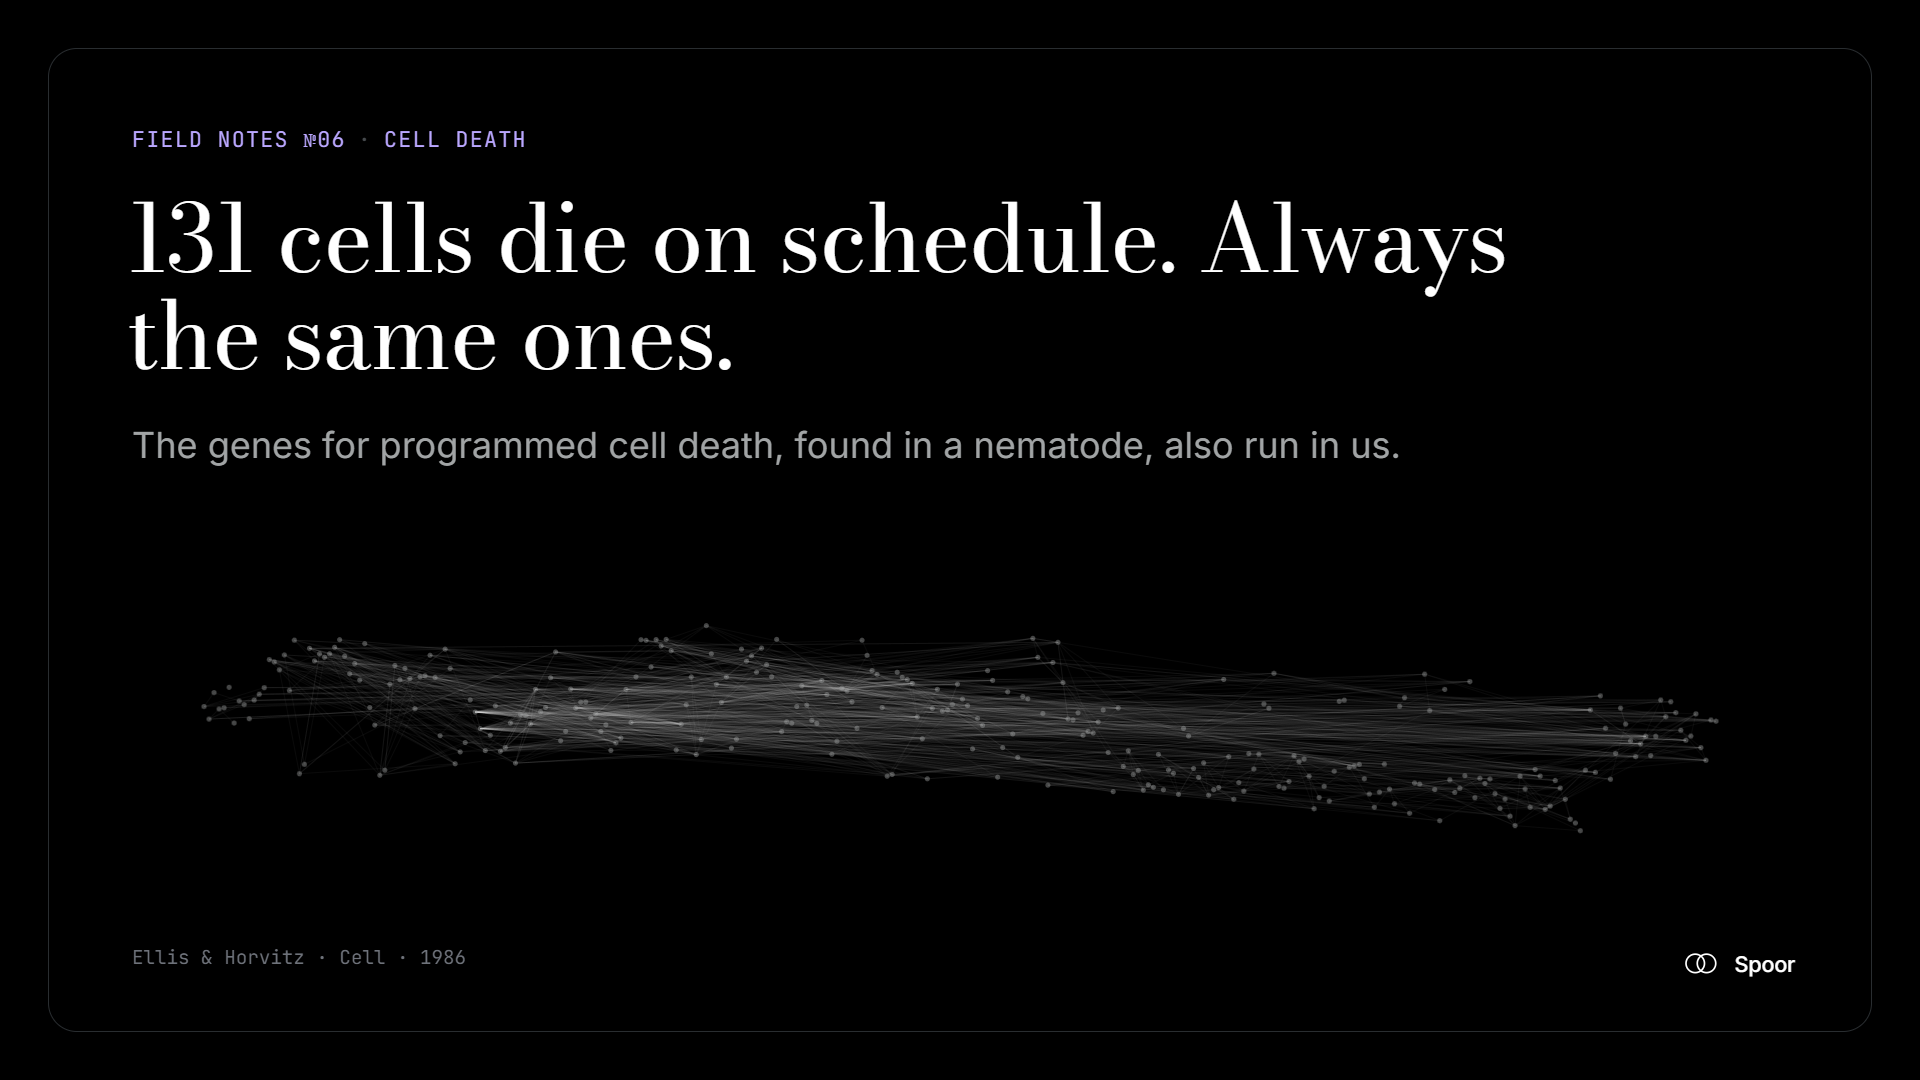 FIELD NOTES №06 · CELL DEATH
131 cells die on schedule. Always
the same ones.
The genes for programmed cell death, found in a nematode, also run in us.
Ellis & Horvitz · Cell · 1986
Spoor